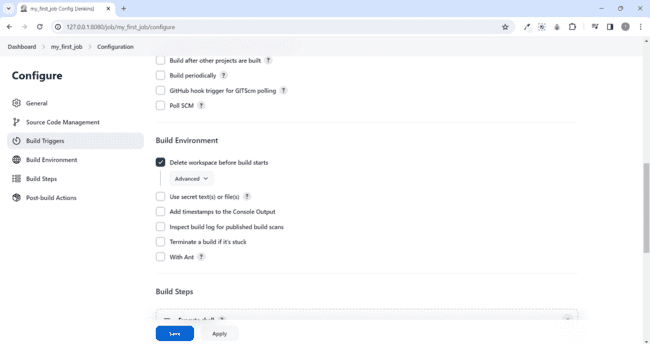 my_first_job Config [Jenkins]
127.0.0.1:8080/job/my_first_job/configure
Dashboard > my_first_job > Configuration
Configure
General
Source Code Management
Build Triggers
Build Environment
Build Steps
Post-build Actions
Build after other projects are built ?
Build periodically ?
GitHub hook trigger for GITScm polling ?
Poll SCM ?
Build Environment
Delete workspace before build starts
Advanced
Use secret text(s) or file(s) ?
Add timestamps to the Console Output
Inspect build log for published build scans
Terminate a build if it's stuck
With Ant ?
Build Steps
Execute shell ?
Save
Apply